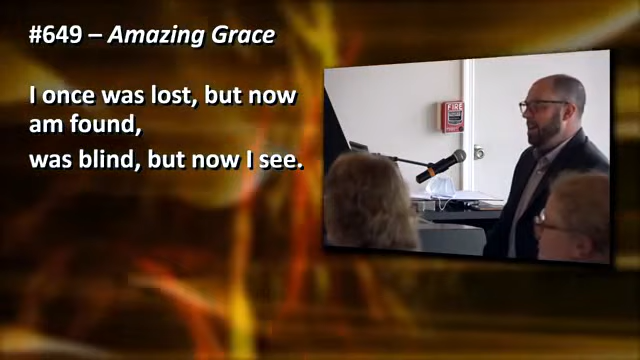 #649 – Amazing Grace
I once was lost, but now
am found,
was blind, but now I see.
FIRE